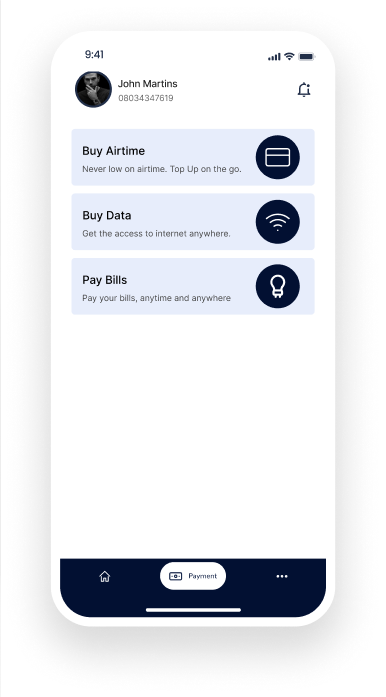 9:41
John Martins
08034347619
Buy Airtime
Never low on airtime. Top Up on the go.
Buy Data
Get the access to internet anywhere.
Pay Bills
Pay your bills, anytime and anywhere
Payment